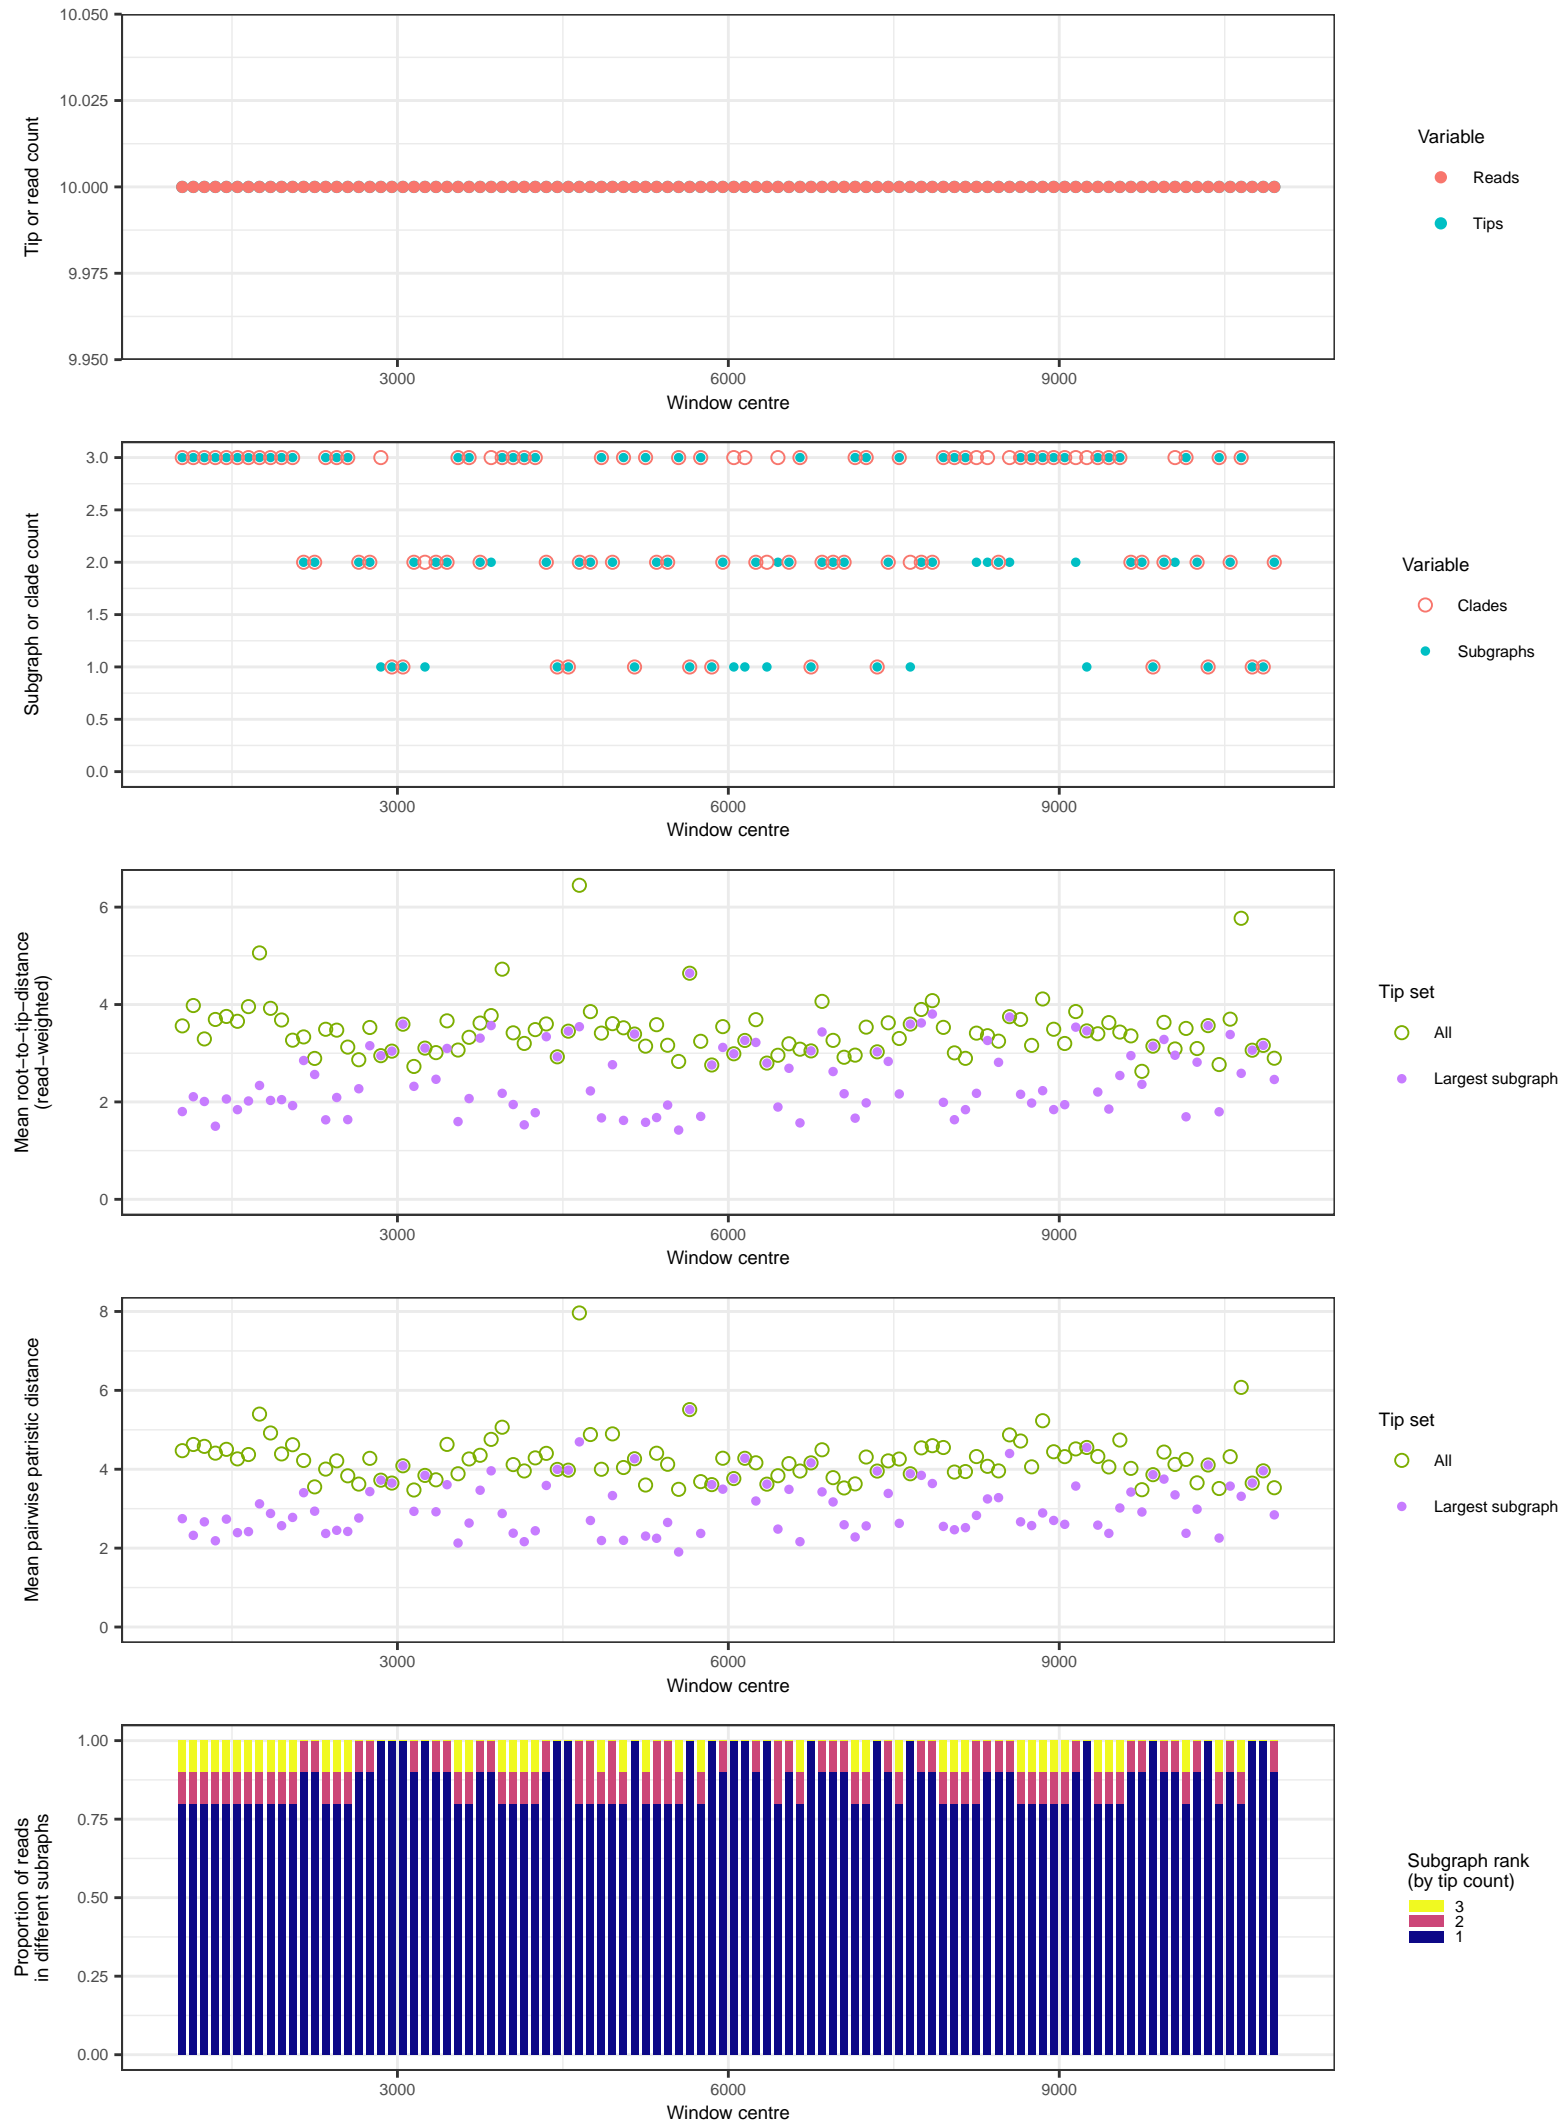 10.050
10.025
10.000
9.975
9.950
Tip or read count
3000 6000 9000
Window centre
Variable
Reads
Tips
3.0
2.5
2.0
1.5
1.0
0.5
0.0
Subgraph or clade count
3000 6000 9000
Window centre
Variable
Clades
Subgraphs
6
4
2
0
Mean root−to−tip−distance
(read−weighted)
3000 6000 9000
Window centre
Tip set
All
Largest subgraph
8
6
4
2
0
Mean pairwise patristic distance
3000 6000 9000
Window centre
Tip set
All
Largest subgraph
1.00
0.75
0.50
0.25
0.00
Proportion of reads
in different subraphs
3000 6000 9000
Window centre
Subgraph rank
(by tip count)
3
2
1